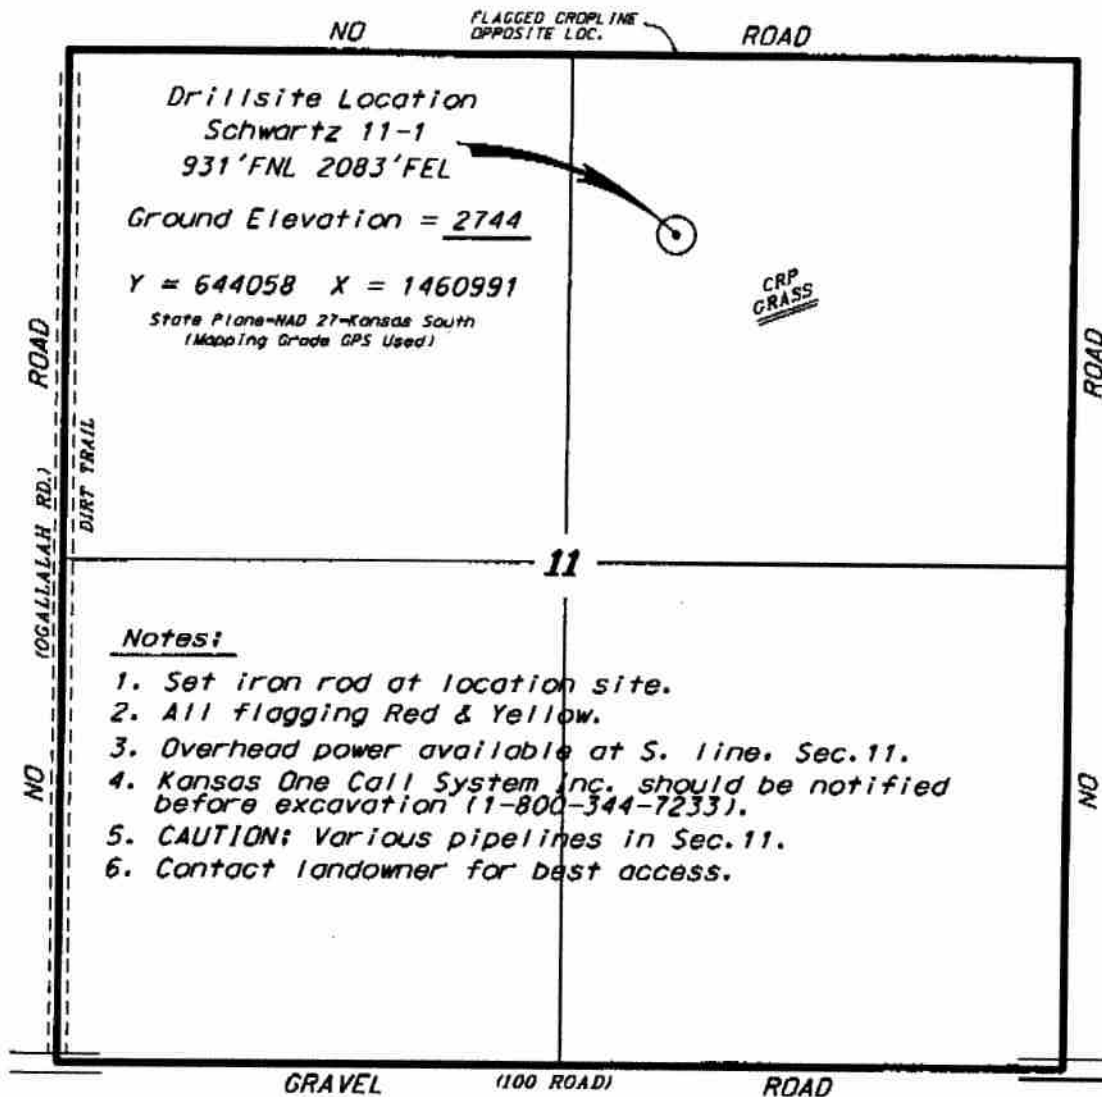 NO
FLAGGED CROPLINE
OPPOSITE LOC.
ROAD
Drillsite Location
Schwartz 11-1
931'FNL 2083'FEL
Ground Elevation = 2744
Y = 644058 X = 1460991
State Plane-NAD 27-Kansas South
(Mapping Grade GPS Used)
CRP
GRASS
ROAD
ROAD
DIRT TRAIL
(OGALLALAH RD.)
11
Notes:
1. Set iron rod at location site.
2. All flagging Red & Yellow.
3. Overhead power available at S. line. Sec.11.
4. Kansas One Call System Inc. should be notified
before excavation (1-800-344-7233).
5. CAUTION: Various pipelines in Sec.11.
6. Contact landowner for best access.
NO
NO
GRAVEL (100 ROAD) ROAD